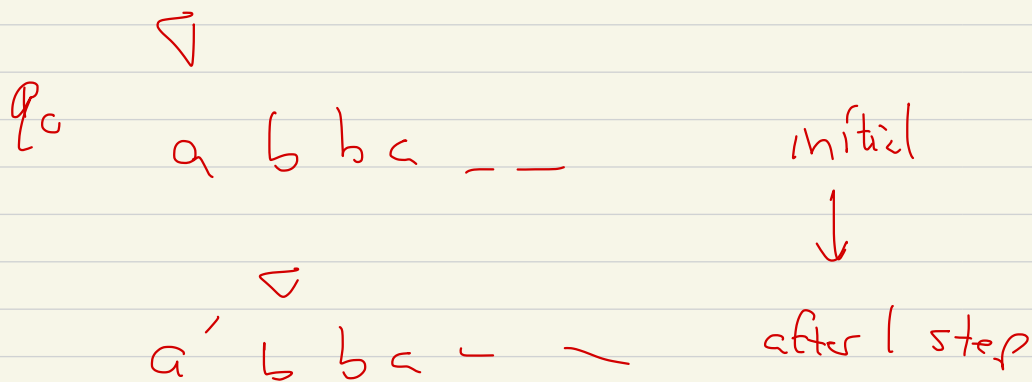 q₀ a b b c _ _ initial
a' b b c _ _ after 1 step